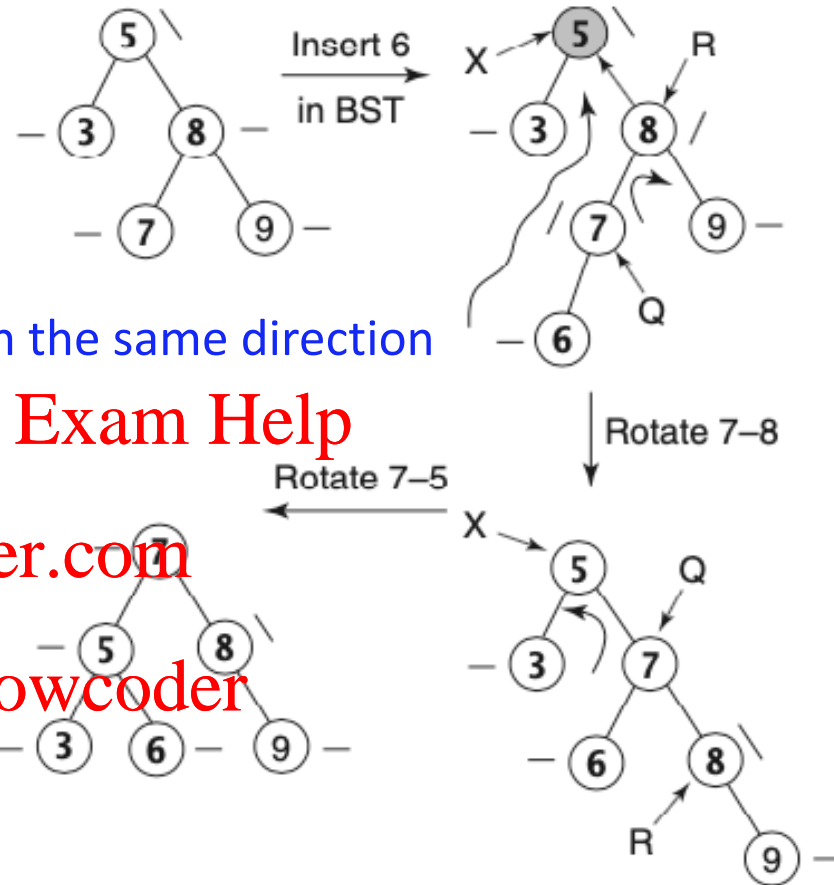 5 \
Insert 6
in BST
— 3
8 —
— 7
9 —
X
5 \
R
— 3
8 /
/ 7
9 —
Q
— 6
n the same direction
Exam Help
Rotate 7–8
Rotate 7–5
er.com
owcoder
— 7
— 5
8 \
— 3
6 —
9 —
X
5
Q
— 3
7
— 6
8 \
R
9 —